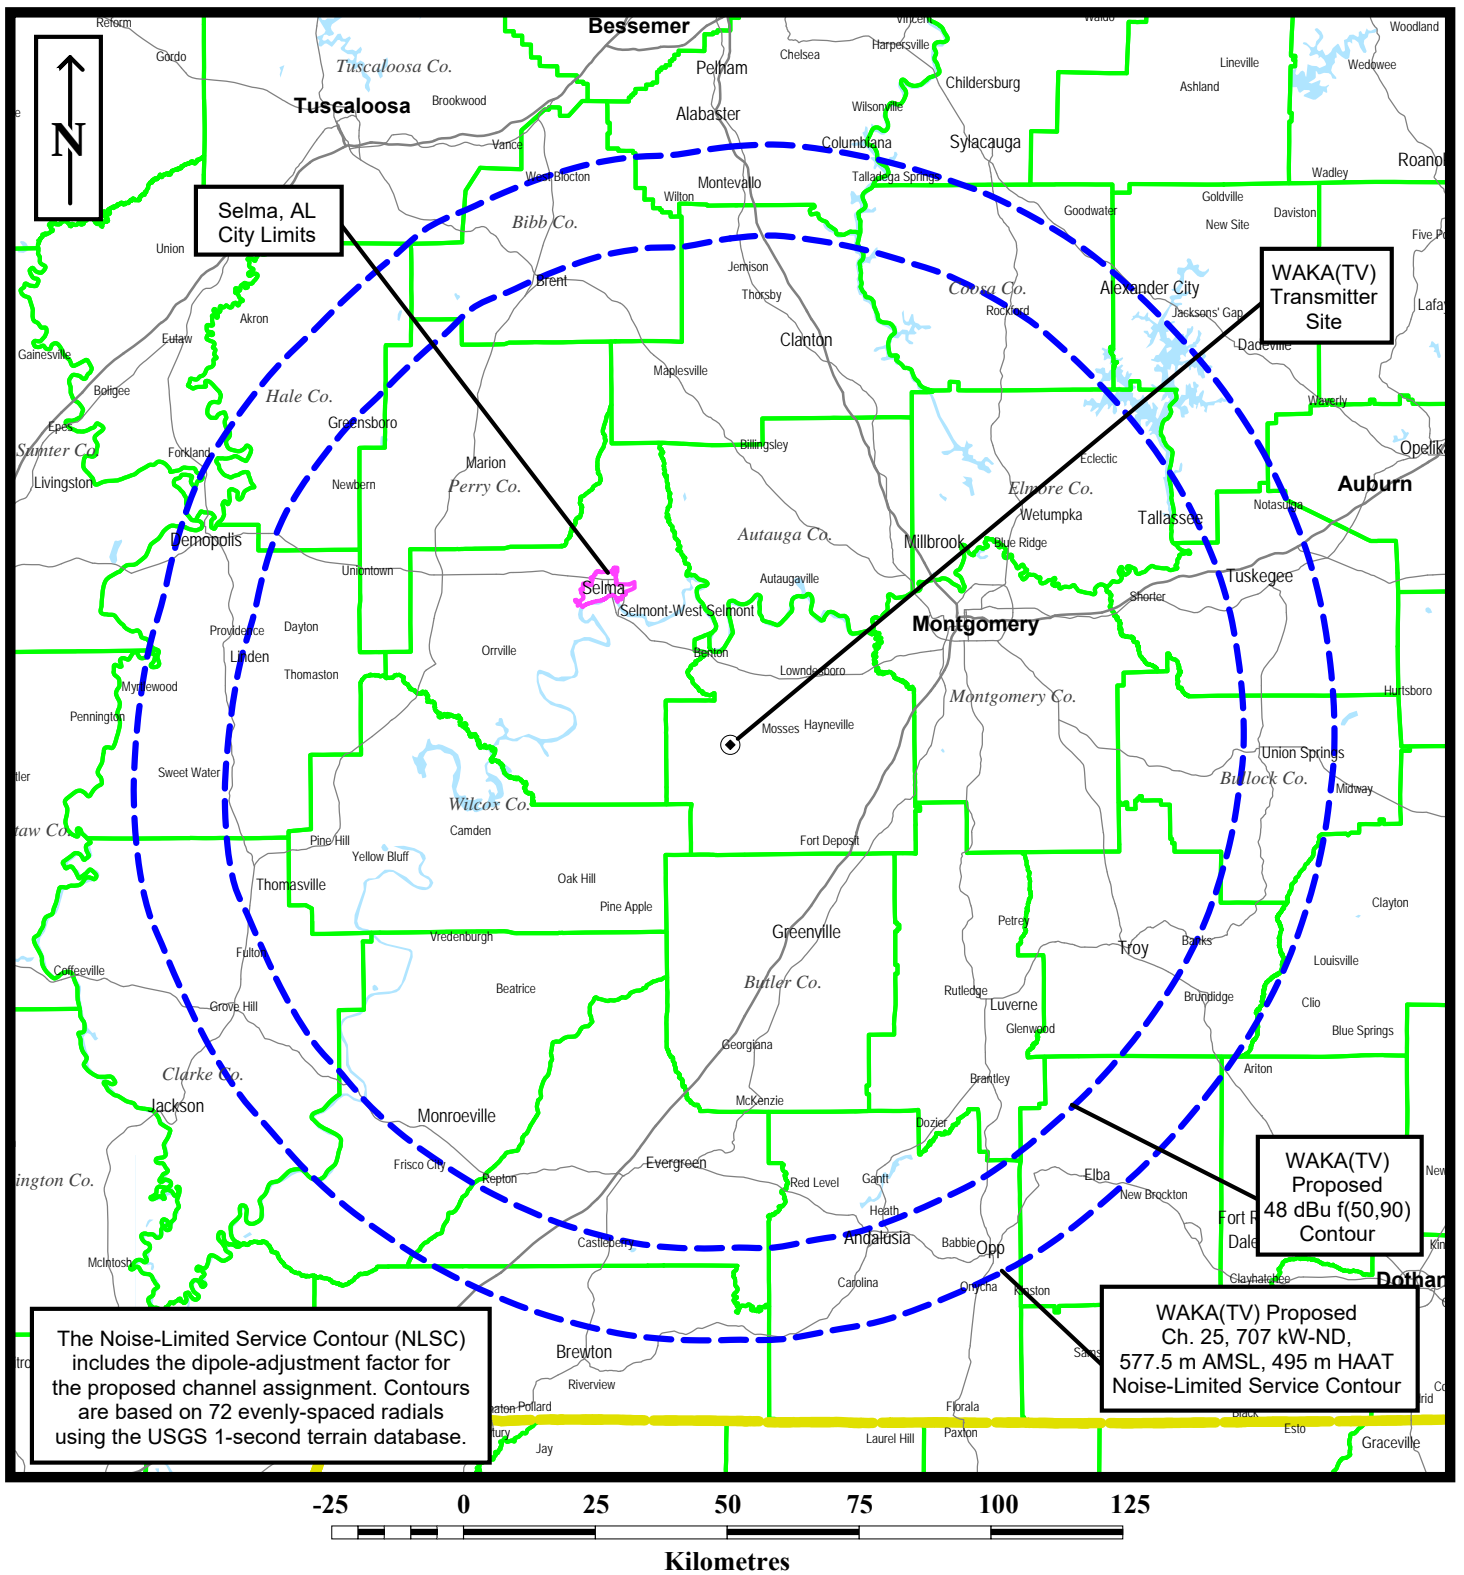 Reform
Bessemer
Vincent
Waldo
Woodland
Gordo
Tuscaloosa Co.
Pelham
Chelsea
Harpersville
Lineville
Wedowee
Tuscaloosa
Brookwood
Alabaster
Wilsonville
Childersburg
Ashland
N
Vance
Columbiana
Sylacauga
West Blocton
Montevallo
Talladega Springs
Wadley
Wilton
Goodwater
Goldville
Daviston
New Site
Selma, AL
City Limits
Bibb Co.
Union
Brent
Jemison
Thorsby
Coosa Co.
Rockford
Alexander City
Jacksons' Gap
WAKA(TV)
Transmitter
Site
Akron
Eutaw
Gainesville
Clanton
Dadeville
Boligee
Maplesville
Hale Co.
Greensboro
Waverly
Epes
Sumter Co.
Forkland
Billingsley
Livingston
Marion
Perry Co.
Newbern
Eclectic
Elmore Co.
Wetumpka
Auburn
Notasulga
Tallassee
Demopolis
Autauga Co.
Millbrook
Blue Ridge
Uniontown
Selma
Autaugaville
Tuskegee
Selmont-West Selmont
Shorter
Montgomery
Providence
Dayton
Linden
Orrville
Benton
Lowndesboro
Thomaston
Myrtlewood
Montgomery Co.
Hurtsboro
Pennington
Mosses
Hayneville
Union Springs
Sweet Water
Bullock Co.
Midway
Wilcox Co.
Camden
Pine Hill
Yellow Bluff
Fort Deposit
Thomasville
Oak Hill
Pine Apple
Clayton
Petrey
Vredenburgh
Greenville
Troy
Banks
Fulton
Louisville
Coffeeville
Beatrice
Butler Co.
Rutledge
Luverne
Brundidge
Clio
Grove Hill
Glenwood
Blue Springs
Georgiana
Clarke Co.
Brantley
Ariton
Jackson
Monroeville
McKenzie
Dozier
Frisco City
Evergreen
Repton
Red Level
Gantt
Elba
New Brockton
WAKA(TV)
Proposed
48 dBu f(50,90)
Contour
Heath
Andalusia
Babbie
Opp
Castleberry
McIntosh
Carolina
Onycha
Kinston
Clayhatchee
Dothan
WAKA(TV) Proposed
Ch. 25, 707 kW-ND,
577.5 m AMSL, 495 m HAAT
Noise-Limited Service Contour
The Noise-Limited Service Contour (NLSC)
includes the dipole-adjustment factor for
the proposed channel assignment. Contours
are based on 72 evenly-spaced radials
using the USGS 1-second terrain database.
Brewton
Riverview
Pollard
Florala
Paxton
Laurel Hill
Jay
Esto
Graceville
-25 0 25 50 75 100 125
Kilometres